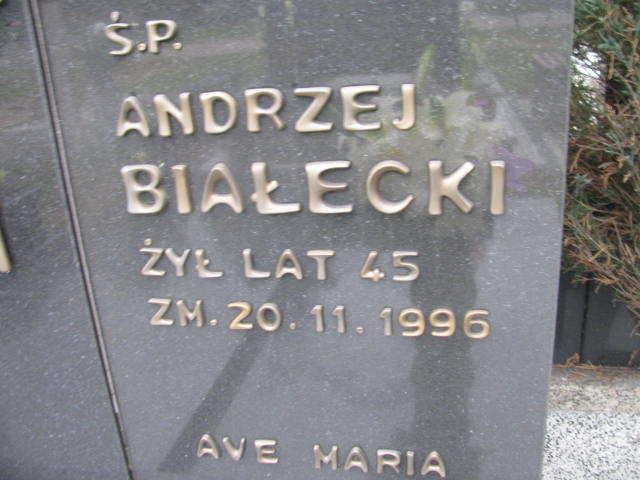 Ś.P.
ANDRZEJ
BIAŁECKI
ŻYŁ LAT 45
ZM. 20.11.1996
AVE MARIA